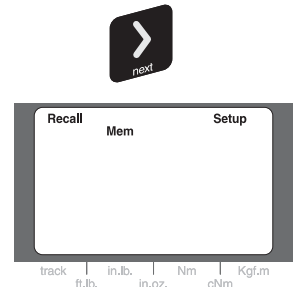 next
Recall Setup
Mem
track in.lb. Nm Kgf.m
ft.lb. in.oz. cNm